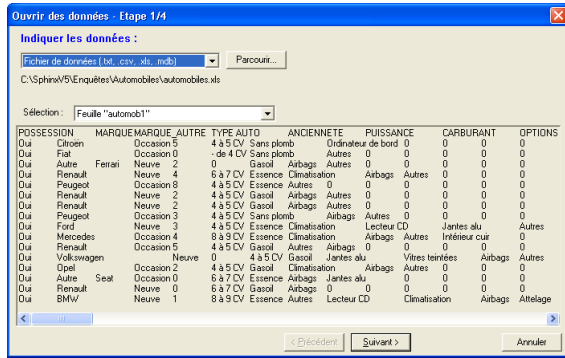 Ouvrir des données - Etape 1/4
Indiquer les données :
Fichier de données (.txt, .csv, .xls, .mdb) Parcourir...
C:\SphinxV5\Enquêtes\Automobiles\automobiles.xls
Sélection : Feuille "automob1"
POSSESSION MARQUE MARQUE_AUTRE TYPE AUTO ANCIENNETE PUISSANCE CARBURANT OPTIONS
Oui Citroën Occasion 5 4 à 5 CV Sans plomb Ordinateur de bord 0 0 0
Oui Fiat Occasion 0 - de 4 CV Sans plomb Autres 0 0 0
Oui Autre Ferrari Neuve 2 0 Gasoil Airbags Autres 0 0 0
Oui Renault Neuve 4 6 à 7 CV Essence Climatisation Airbags Autres 0 0
Oui Peugeot Occasion 8 4 à 5 CV Essence Autres 0 0 0 0
Oui Renault Neuve 2 4 à 5 CV Gasoil Airbags Autres 0 0 0
Oui Renault Neuve 2 4 à 5 CV Gasoil Airbags Autres 0 0 0
Oui Peugeot Occasion 3 4 à 5 CV Sans plomb Airbags Autres 0 0 0
Oui Ford Neuve 3 4 à 5 CV Essence Climatisation Lecteur CD Jantes alu Autres
Oui Mercedes Occasion 4 8 à 9 CV Essence Climatisation Airbags Autres Intérieur cuir 0
Oui Renault Occasion 5 4 à 5 CV Gasoil Autres Airbags 0 0 0
Oui Volkswagen Neuve 0 4 à 5 CV Gasoil Jantes alu Vitres teintées Airbags Autres
Oui Opel Occasion 2 4 à 5 CV Gasoil Climatisation Airbags Autres 0 0
Oui Autre Seat Occasion 0 6 à 7 CV Essence Airbags Jantes alu 0 0 0
Oui Renault Neuve 0 6 à 7 CV Gasoil Airbags 0 0 0 0
Oui BMW Neuve 1 8 à 9 CV Essence Autres Lecteur CD Climatisation Airbags Attelage
< Précédent Suivant > Annuler